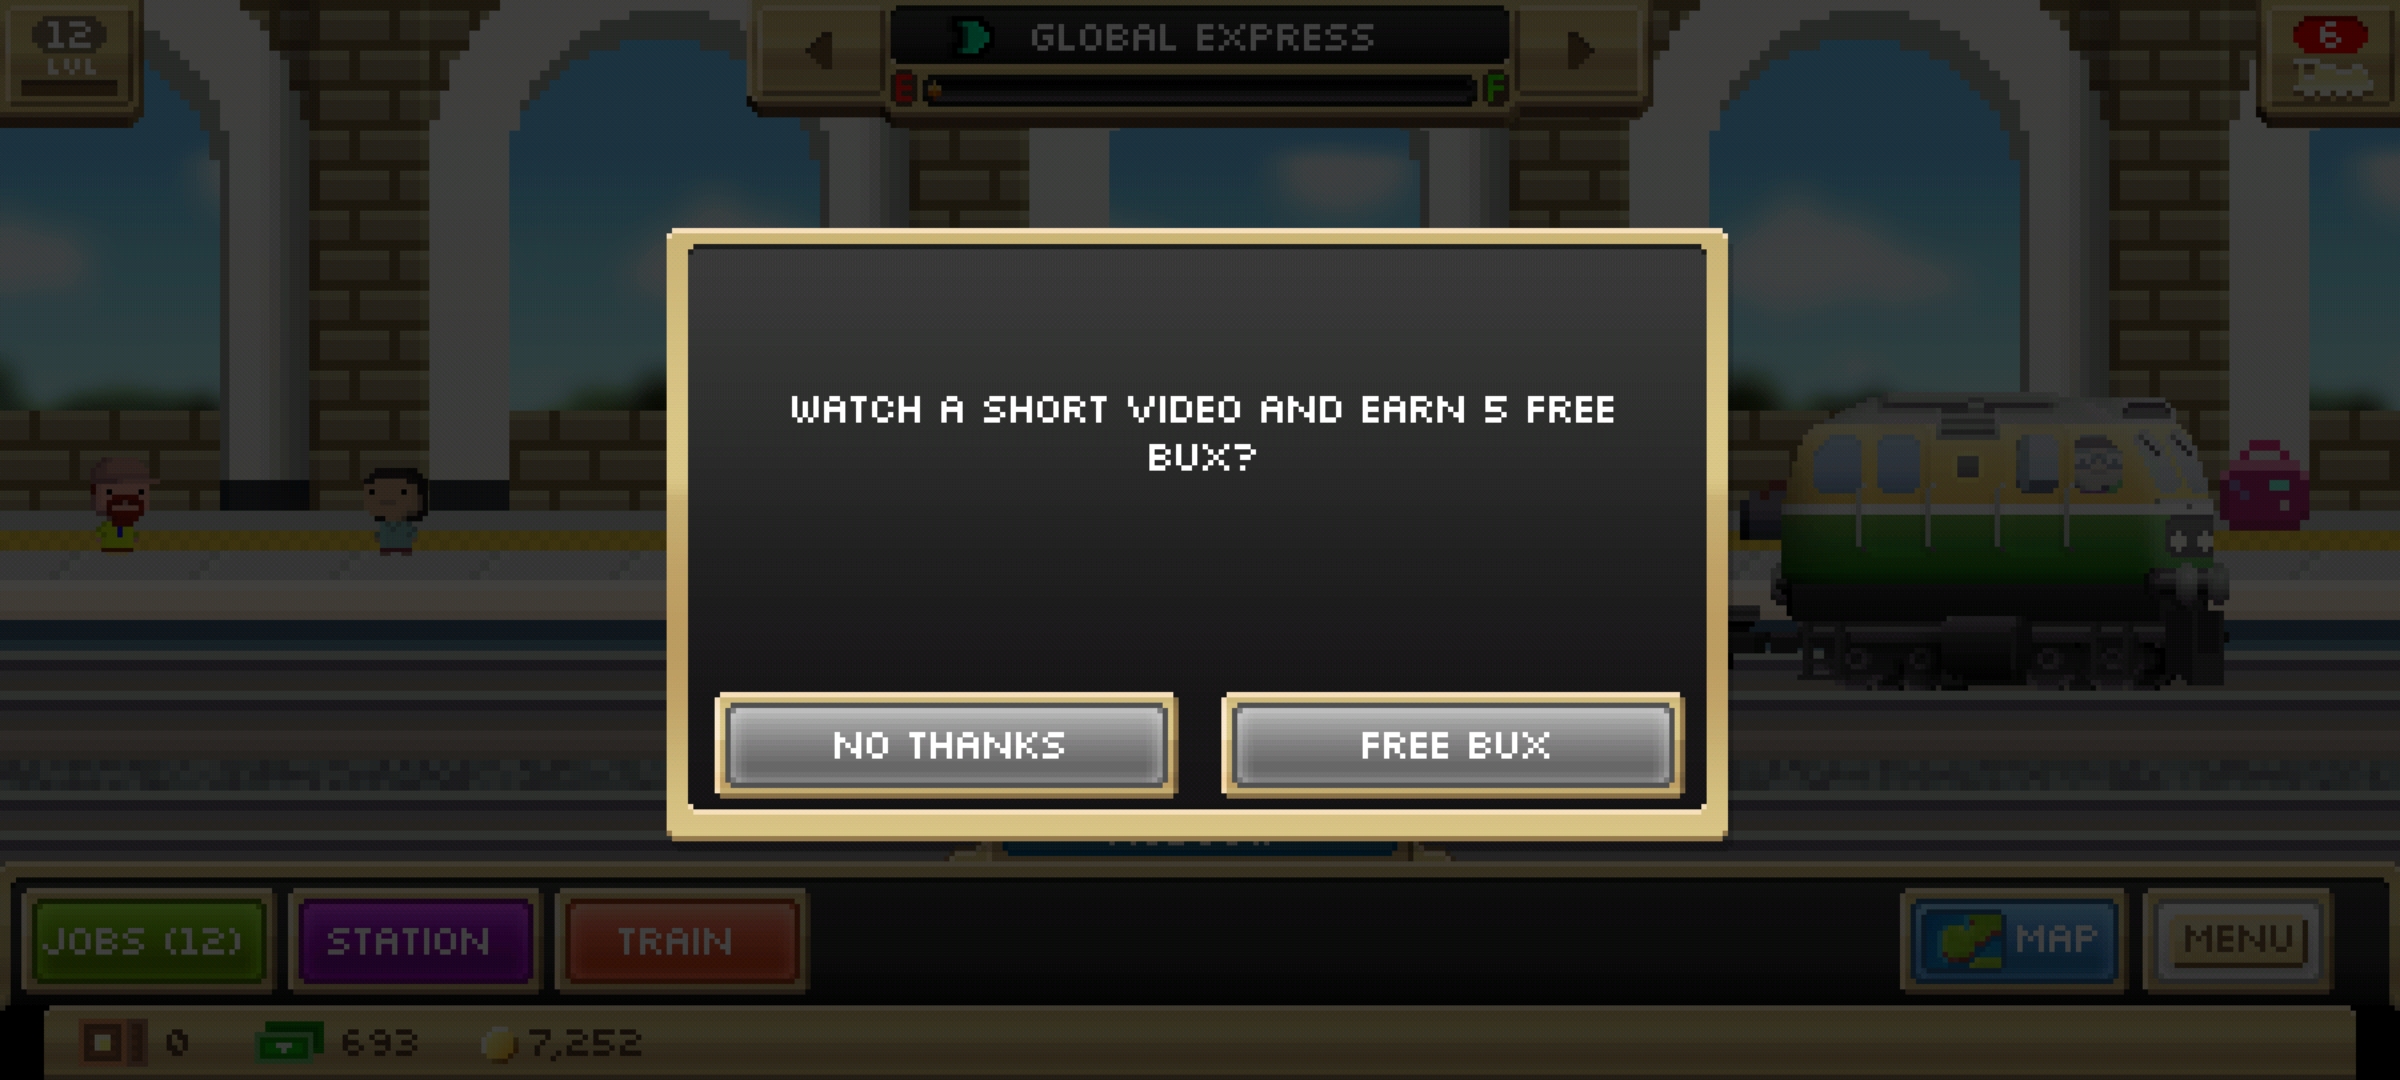 12
LVL
GLOBAL EXPRESS
E F
6
WATCH A SHORT VIDEO AND EARN 5 FREE
BUX?
NO THANKS
FREE BUX
JOBS (12)
STATION
TRAIN
MAP
MENU
0
693
7,252